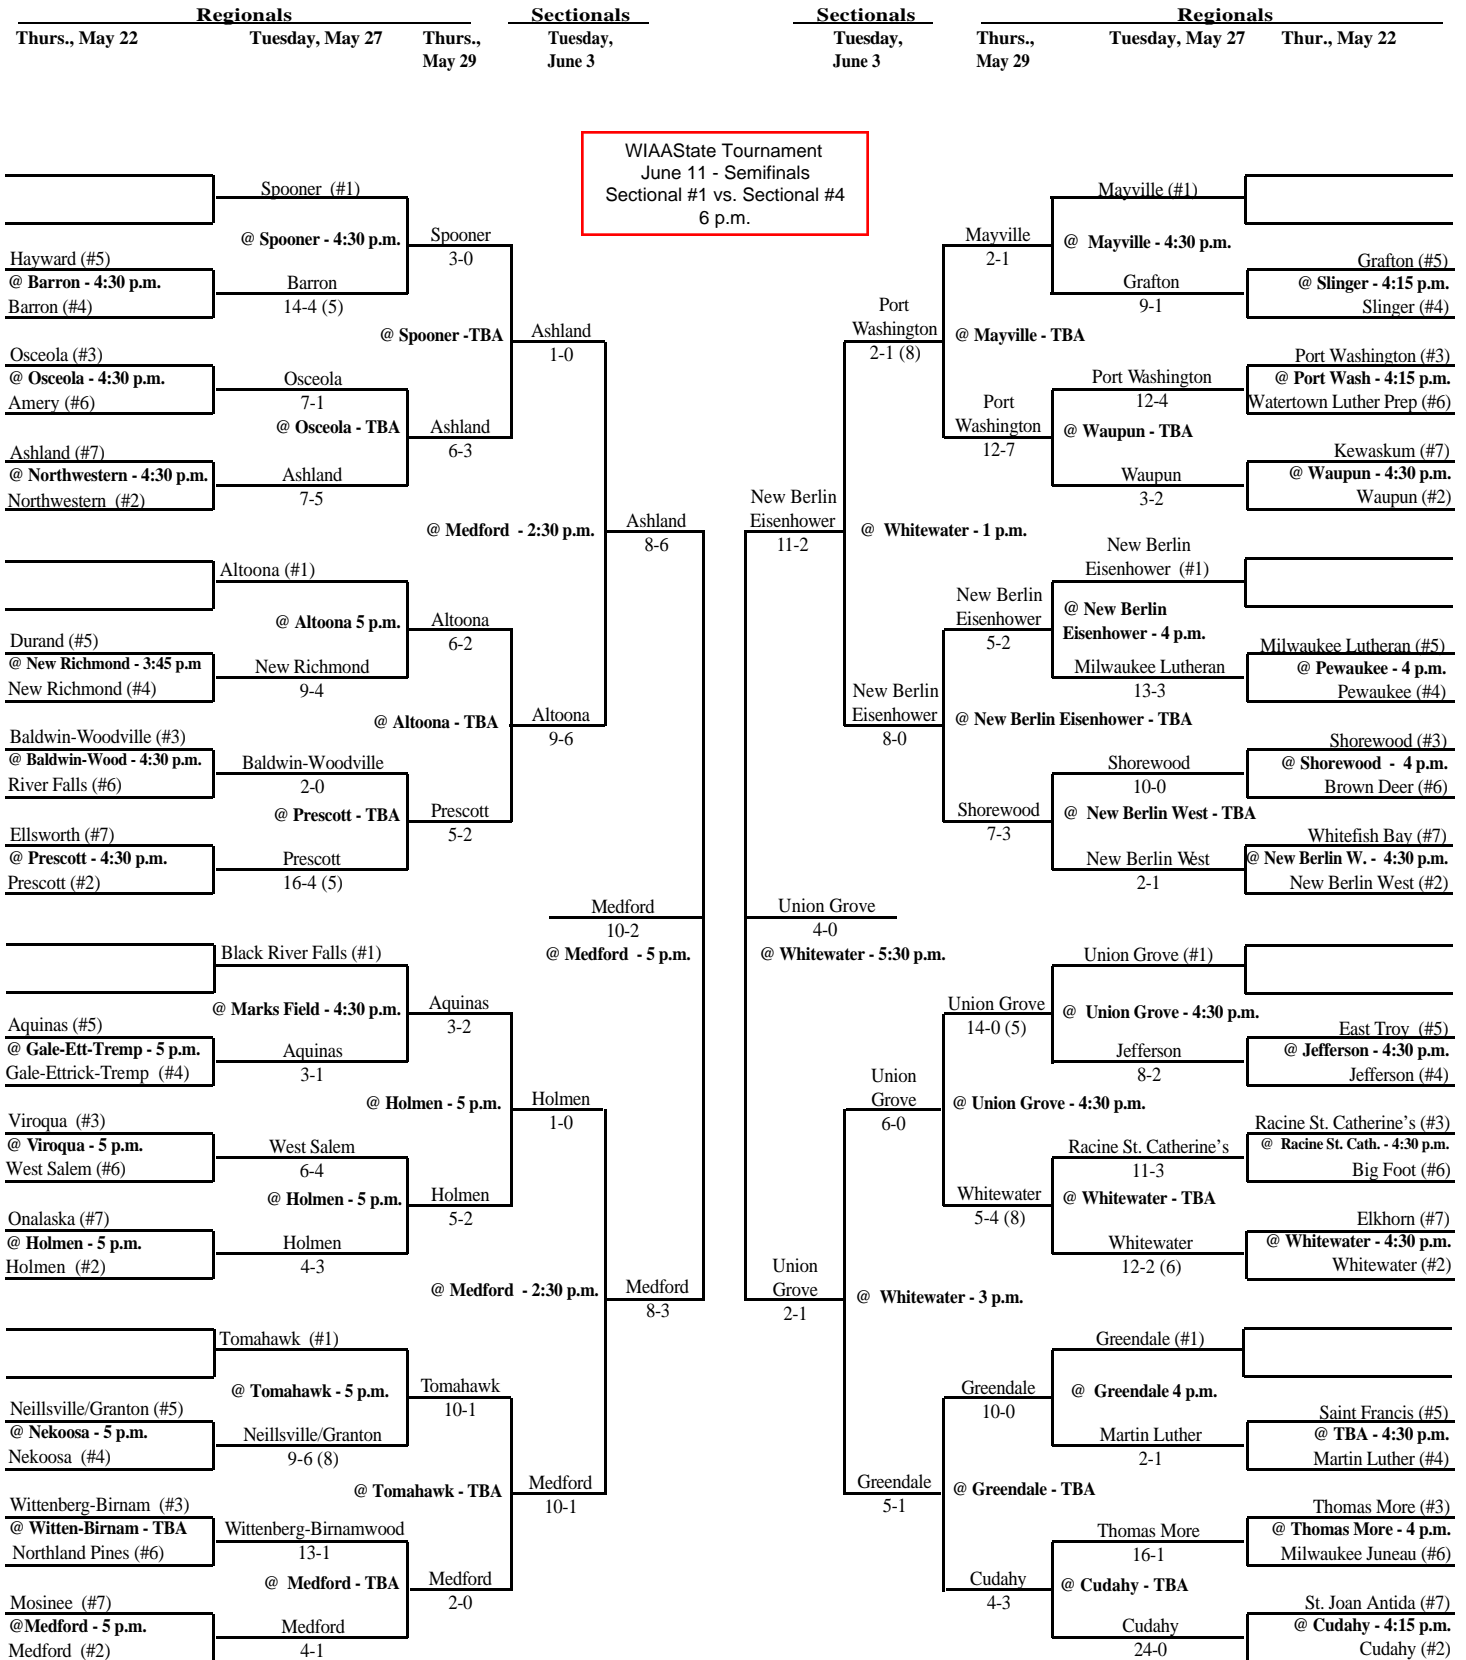 Regionals
Sectionals
Sectionals
Regionals
Thurs., May 22
Tuesday, May 27
Thurs.,
May 29
Tuesday,
June 3
Tuesday,
June 3
Thurs.,
May 29
Tuesday, May 27
Thur., May 22
WIAAState Tournament
June 11 - Semifinals
Sectional #1 vs. Sectional #4
6 p.m.
Spooner (#1)
@ Spooner - 4:30 p.m.
Spooner
3-0
Hayward (#5)
@ Barron - 4:30 p.m.
Barron (#4)
Barron
14-4 (5)
@ Spooner -TBA
Ashland
1-0
Osceola (#3)
@ Osceola - 4:30 p.m.
Amery (#6)
Osceola
7-1
@ Osceola - TBA
Ashland
6-3
Ashland (#7)
@ Northwestern - 4:30 p.m.
Northwestern (#2)
Ashland
7-5
@ Medford - 2:30 p.m.
Ashland
8-6
Altoona (#1)
@ Altoona 5 p.m.
Altoona
6-2
Durand (#5)
@ New Richmond - 3:45 p.m
New Richmond (#4)
New Richmond
9-4
@ Altoona - TBA
Altoona
9-6
Baldwin-Woodville (#3)
@ Baldwin-Wood - 4:30 p.m.
River Falls (#6)
Baldwin-Woodville
2-0
@ Prescott - TBA
Prescott
5-2
Ellsworth (#7)
@ Prescott - 4:30 p.m.
Prescott (#2)
Prescott
16-4 (5)
Medford
10-2
@ Medford - 5 p.m.
Black River Falls (#1)
@ Marks Field - 4:30 p.m.
Aquinas
3-2
Aquinas (#5)
@ Gale-Ett-Tremp - 5 p.m.
Gale-Ettrick-Tremp (#4)
Aquinas
3-1
@ Holmen - 5 p.m.
Holmen
1-0
Viroqua (#3)
@ Viroqua - 5 p.m.
West Salem (#6)
West Salem
6-4
@ Holmen - 5 p.m.
Holmen
5-2
Onalaska (#7)
@ Holmen - 5 p.m.
Holmen (#2)
Holmen
4-3
@ Medford - 2:30 p.m.
Medford
8-3
Tomahawk (#1)
@ Tomahawk - 5 p.m.
Tomahawk
10-1
Neillsville/Granton (#5)
@ Nekoosa - 5 p.m.
Nekoosa (#4)
Neillsville/Granton
9-6 (8)
@ Tomahawk - TBA
Medford
10-1
Wittenberg-Birnam (#3)
@ Witten-Birnam - TBA
Northland Pines (#6)
Wittenberg-Birnamwood
13-1
@ Medford - TBA
Medford
2-0
Mosinee (#7)
@Medford - 5 p.m.
Medford (#2)
Medford
4-1
Mayville (#1)
Mayville
2-1
@ Mayville - 4:30 p.m.
Grafton (#5)
@ Slinger - 4:15 p.m.
Slinger (#4)
Grafton
9-1
Port
Washington
2-1 (8)
@ Mayville - TBA
Port Washington (#3)
@ Port Wash - 4:15 p.m.
Watertown Luther Prep (#6)
Port Washington
12-4
Port
Washington
12-7
@ Waupun - TBA
Kewaskum (#7)
@ Waupun - 4:30 p.m.
Waupun (#2)
Waupun
3-2
New Berlin
Eisenhower
11-2
@ Whitewater - 1 p.m.
New Berlin
Eisenhower (#1)
New Berlin
Eisenhower
5-2
@ New Berlin
Eisenhower - 4 p.m.
Milwaukee Lutheran (#5)
@ Pewaukee - 4 p.m.
Pewaukee (#4)
Milwaukee Lutheran
13-3
New Berlin
Eisenhower
8-0
@ New Berlin Eisenhower - TBA
Shorewood (#3)
@ Shorewood - 4 p.m.
Brown Deer (#6)
Shorewood
10-0
Shorewood
7-3
@ New Berlin West - TBA
Whitefish Bay (#7)
@ New Berlin W. - 4:30 p.m.
New Berlin West (#2)
New Berlin West
2-1
Union Grove
4-0
@ Whitewater - 5:30 p.m.
Union Grove (#1)
Union Grove
14-0 (5)
@ Union Grove - 4:30 p.m.
East Troy (#5)
@ Jefferson - 4:30 p.m.
Jefferson (#4)
Jefferson
8-2
Union
Grove
6-0
@ Union Grove - 4:30 p.m.
Racine St. Catherine's (#3)
@ Racine St. Cath. - 4:30 p.m.
Big Foot (#6)
Racine St. Catherine's
11-3
Whitewater
5-4 (8)
@ Whitewater - TBA
Elkhorn (#7)
@ Whitewater - 4:30 p.m.
Whitewater (#2)
Whitewater
12-2 (6)
Union
Grove
2-1
@ Whitewater - 3 p.m.
Greendale (#1)
Greendale
10-0
@ Greendale 4 p.m.
Saint Francis (#5)
@ TBA - 4:30 p.m.
Martin Luther (#4)
Martin Luther
2-1
Greendale
5-1
@ Greendale - TBA
Thomas More (#3)
@ Thomas More - 4 p.m.
Milwaukee Juneau (#6)
Thomas More
16-1
Cudahy
4-3
@ Cudahy - TBA
St. Joan Antida (#7)
@ Cudahy - 4:15 p.m.
Cudahy (#2)
Cudahy
24-0